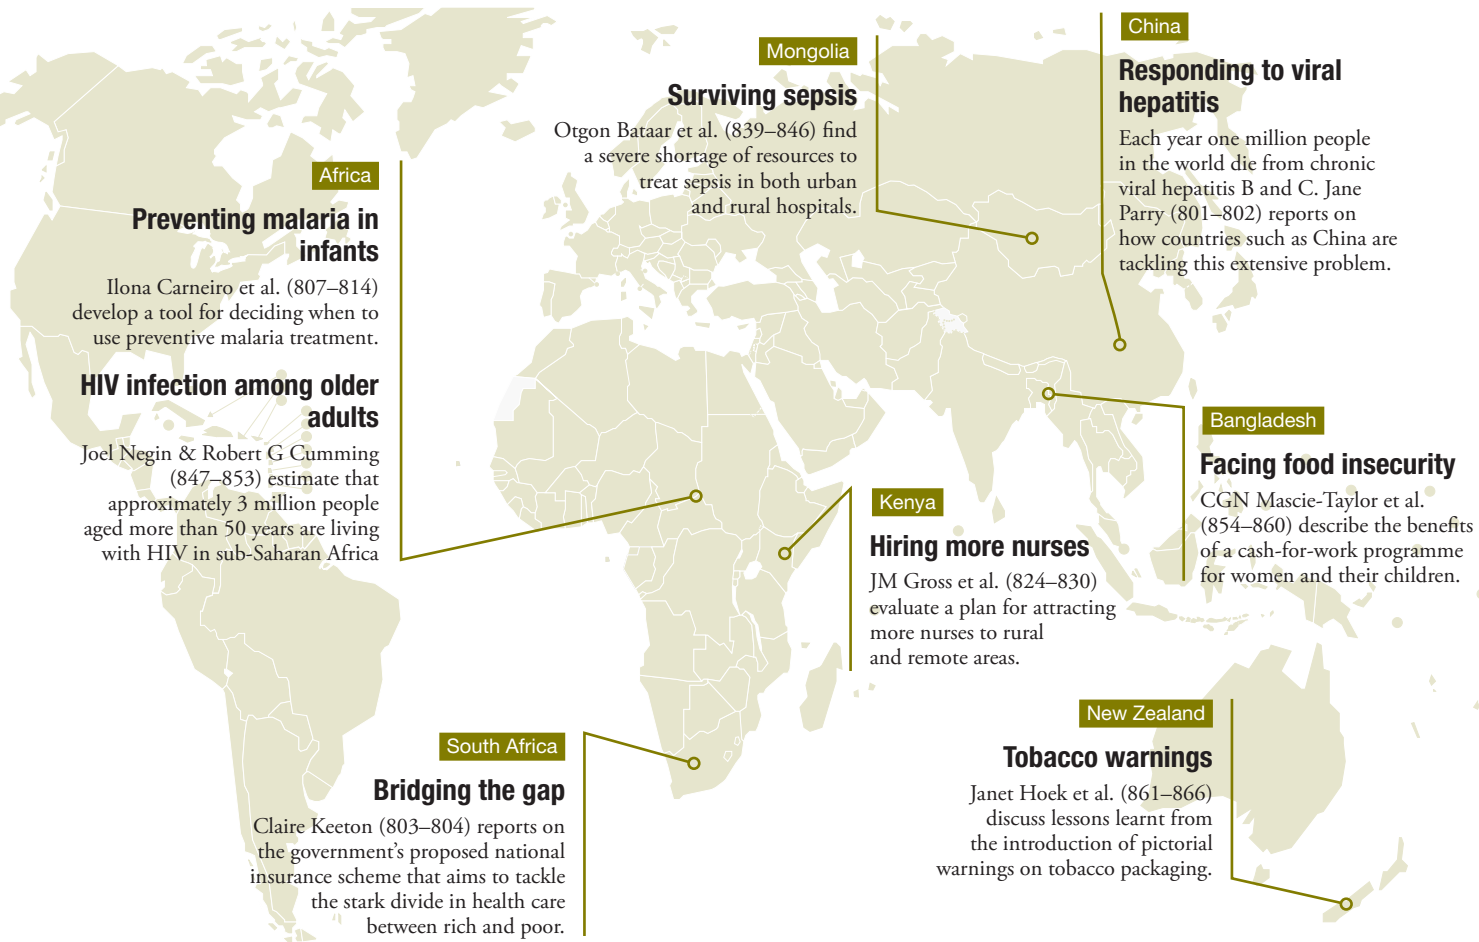 Africa
Preventing malaria in
infants
Ilona Carneiro et al. (807–814)
develop a tool for deciding when to
use preventive malaria treatment.
HIV infection among older
adults
Joel Negin & Robert G Cumming
(847–853) estimate that
approximately 3 million people
aged more than 50 years are living
with HIV in sub-Saharan Africa
Mongolia
Surviving sepsis
Otgon Bataar et al. (839–846) find
a severe shortage of resources to
treat sepsis in both urban
and rural hospitals.
China
Responding to viral
hepatitis
Each year one million people
in the world die from chronic
viral hepatitis B and C. Jane
Parry (801–802) reports on
how countries such as China are
tackling this extensive problem.
Bangladesh
Facing food insecurity
CGN Mascie-Taylor et al.
(854–860) describe the benefits
of a cash-for-work programme
for women and their children.
Kenya
Hiring more nurses
JM Gross et al. (824–830)
evaluate a plan for attracting
more nurses to rural
and remote areas.
South Africa
Bridging the gap
Claire Keeton (803–804) reports on
the government’s proposed national
insurance scheme that aims to tackle
the stark divide in health care
between rich and poor.
New Zealand
Tobacco warnings
Janet Hoek et al. (861–866)
discuss lessons learnt from
the introduction of pictorial
warnings on tobacco packaging.